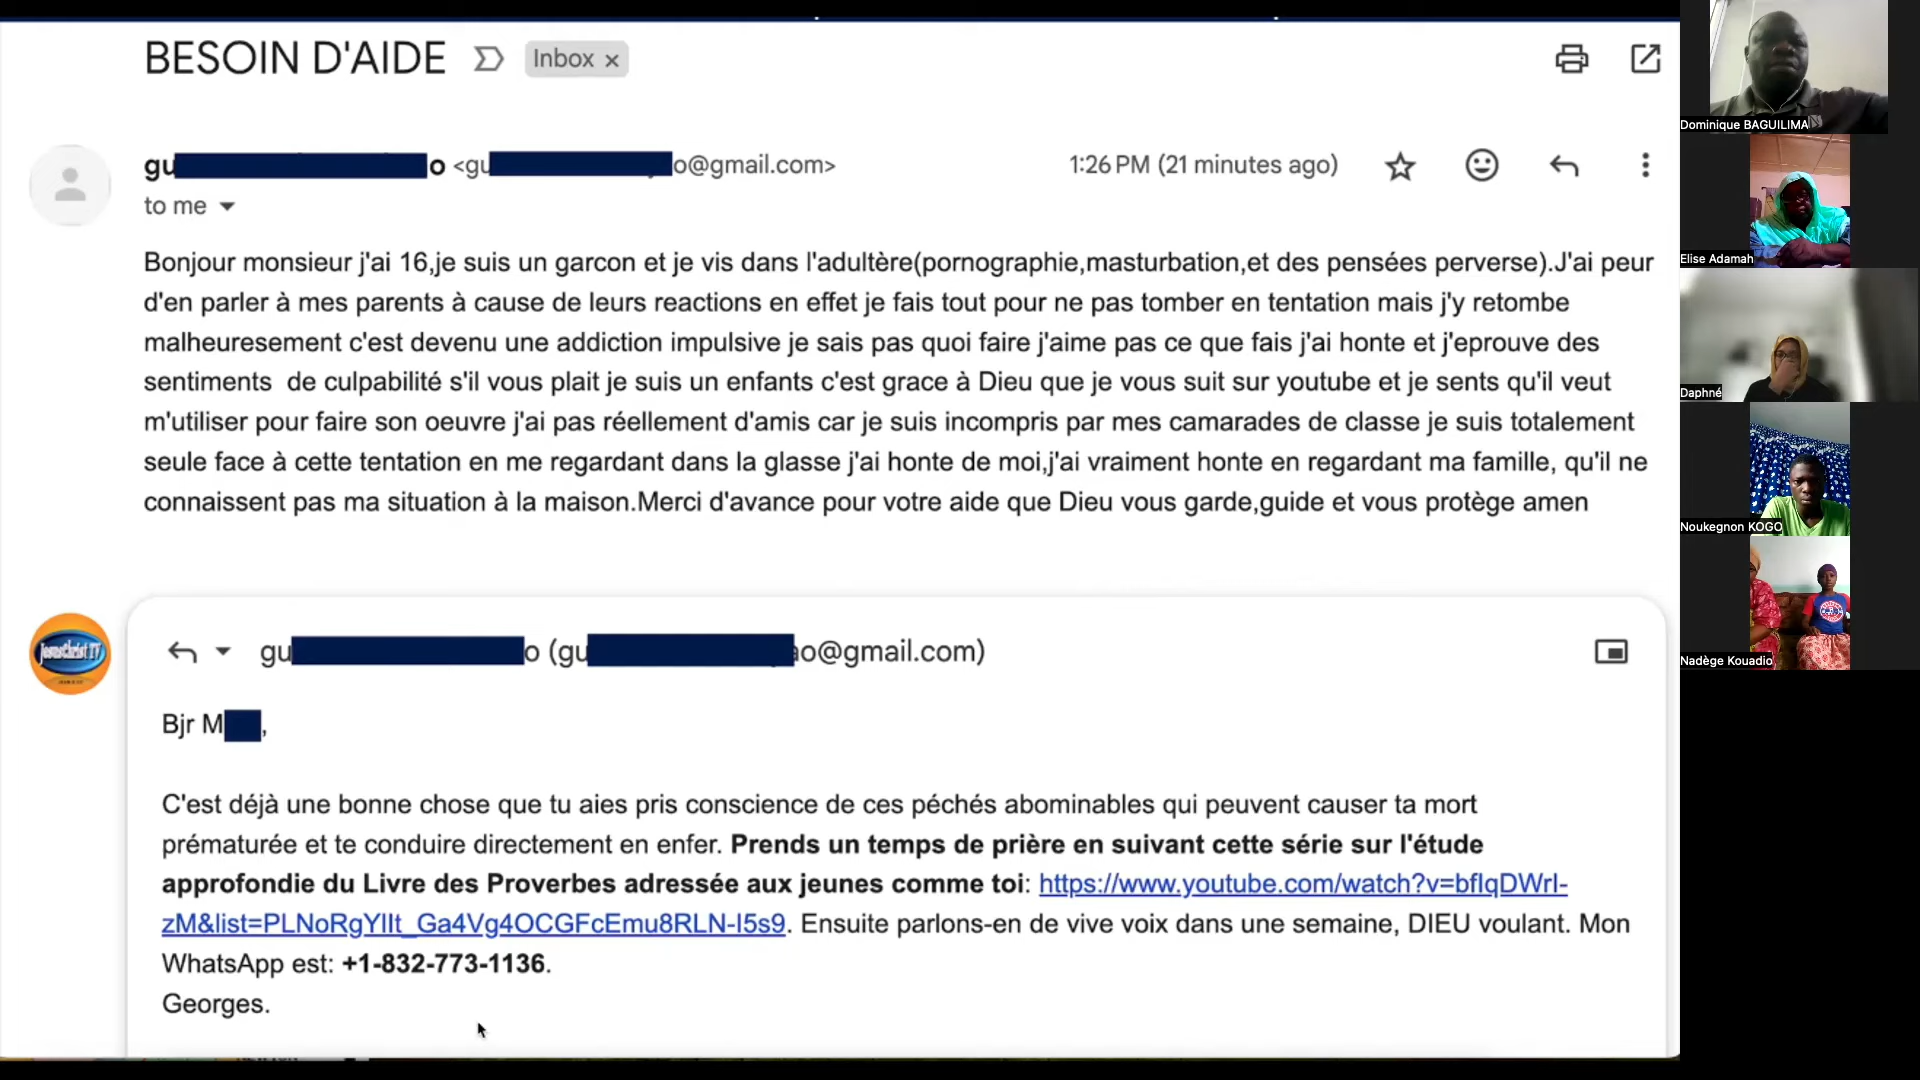 BESOIN D'AIDE
Inbox ×
gu o <gu o@gmail.com>
1:26 PM (21 minutes ago)
to me
Bonjour monsieur j'ai 16,je suis un garcon et je vis dans l'adultère(pornographie,masturbation,et des pensées perverse).J'ai peur
d'en parler à mes parents à cause de leurs reactions en effet je fais tout pour ne pas tomber en tentation mais j'y retombe
malheuresement c'est devenu une addiction impulsive je sais pas quoi faire j'aime pas ce que fais j'ai honte et j'eprouve des
sentiments  de culpabilité s'il vous plait je suis un enfants c'est grace à Dieu que je vous suit sur youtube et je sents qu'il veut
m'utiliser pour faire son oeuvre j'ai pas réellement d'amis car je suis incompris par mes camarades de classe je suis totalement
seule face à cette tentation en me regardant dans la glasse j'ai honte de moi,j'ai vraiment honte en regardant ma famille, qu'il ne
connaissent pas ma situation à la maison.Merci d'avance pour votre aide que Dieu vous garde,guide et vous protège amen
JesusChrist TV
gu o (gu ao@gmail.com)
Bjr M ,
C'est déjà une bonne chose que tu aies pris conscience de ces péchés abominables qui peuvent causer ta mort
prématurée et te conduire directement en enfer. Prends un temps de prière en suivant cette série sur l'étude
approfondie du Livre des Proverbes adressée aux jeunes comme toi: https://www.youtube.com/watch?v=bfIqDWrI-
zM&list=PLNoRgYIIt_Ga4Vg4OCGFcEmu8RLN-I5s9. Ensuite parlons-en de vive voix dans une semaine, DIEU voulant. Mon
WhatsApp est: +1-832-773-1136.
Georges.
Dominique BAGUILIMA
Elise Adamah
Daphné
Noukegnon KOGO
Nadège Kouadio